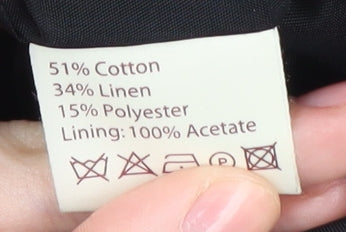 51% Cotton
34% Linen
15% Polyester
Lining: 100% Acetate
P